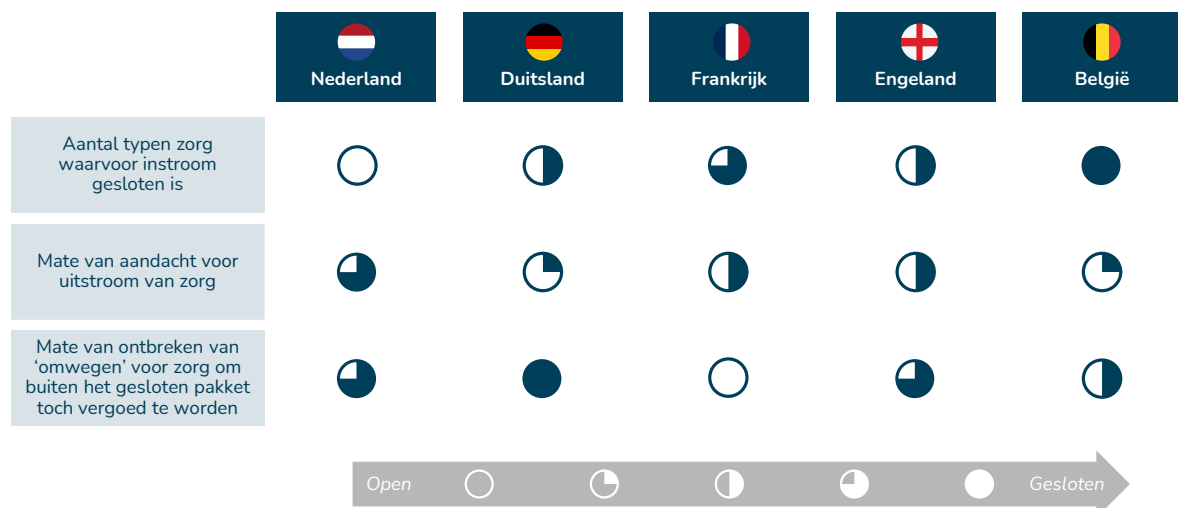 Nederland
Duitsland
Frankrijk
Engeland
België
Aantal typen zorg
waarvoor instroom
gesloten is
Mate van aandacht voor
uitstroom van zorg
Mate van ontbreken van
‘omwegen’ voor zorg om
buiten het gesloten pakket
toch vergoed te worden
Open
Gesloten